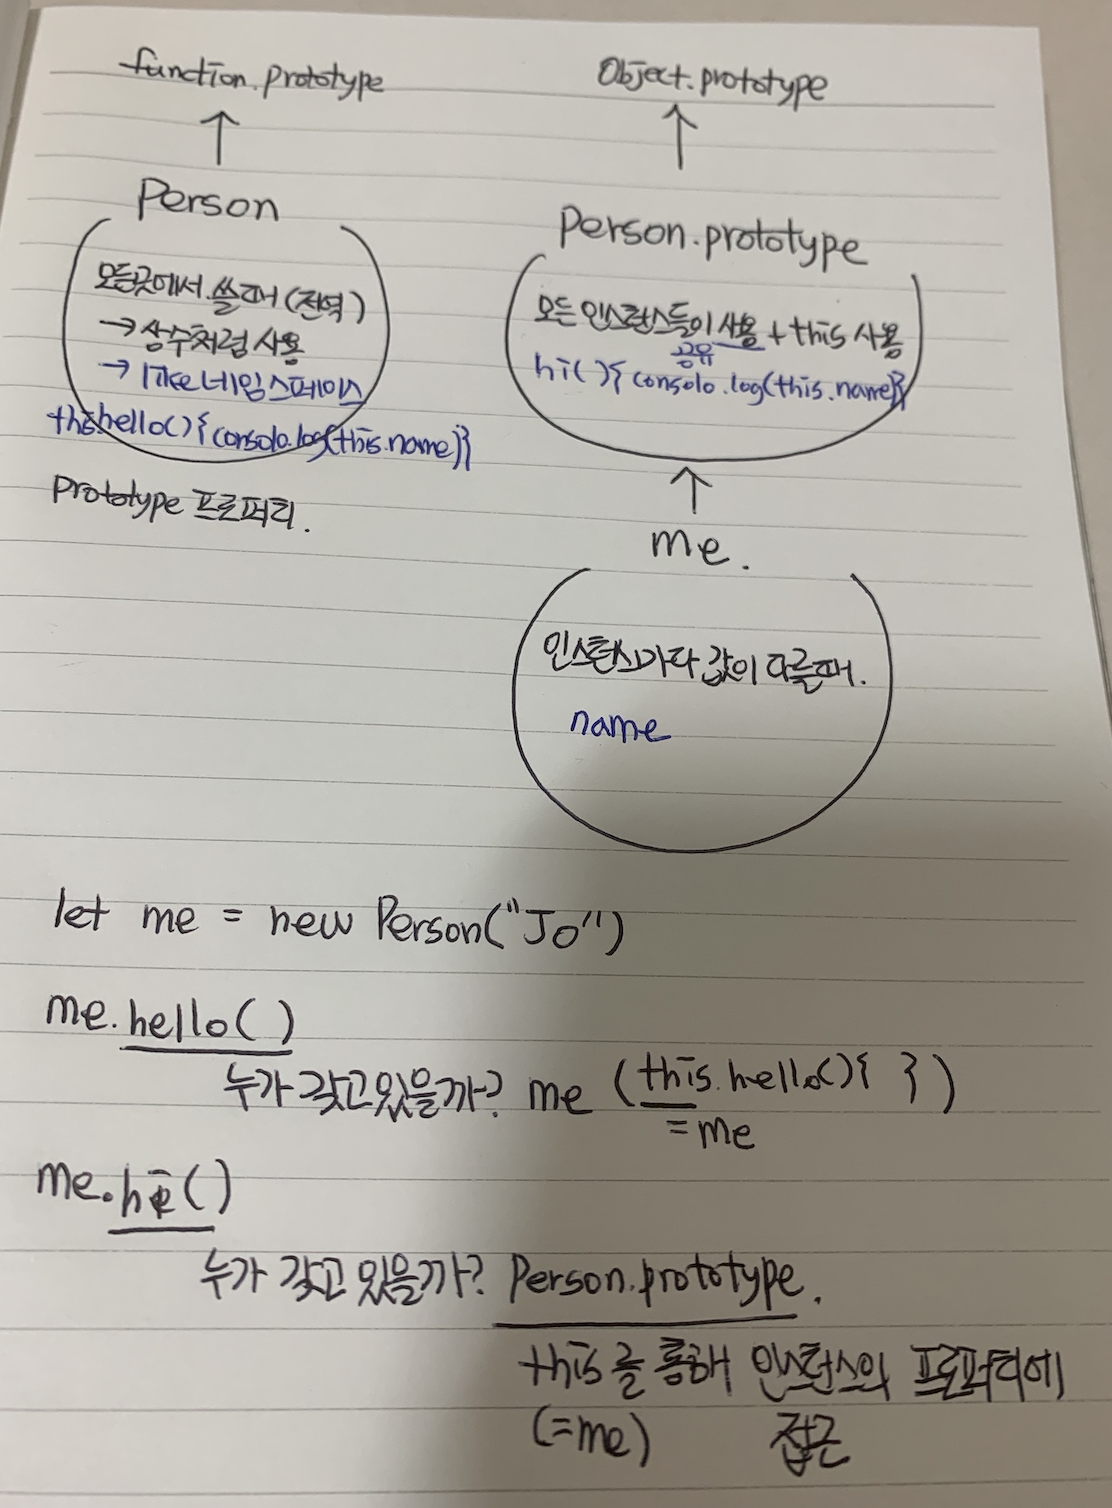 function.prototype
↑
Person
모든곳에서 쓸때 (전역)
→ 상수처럼 사용
→ like 네임스페이스
this.hello(){consolo.log(this.name)}
prototype 프로퍼티.
Object.prototype
↑
Person.prototype
모든 인스턴스들이 사용 + this 사용
공유
hi(){consolo.log(this.name)}
↑
me.
인스턴스마다 값이 다를때.
name
let me = new Person("Jo")
me.hello()
누가 갖고있을까? me (this.hello(){ })
=me
me.hi()
누가 갖고 있을까? Person.prototype.
this를 통해 인스턴스의 프로퍼티에
(=me) 접근